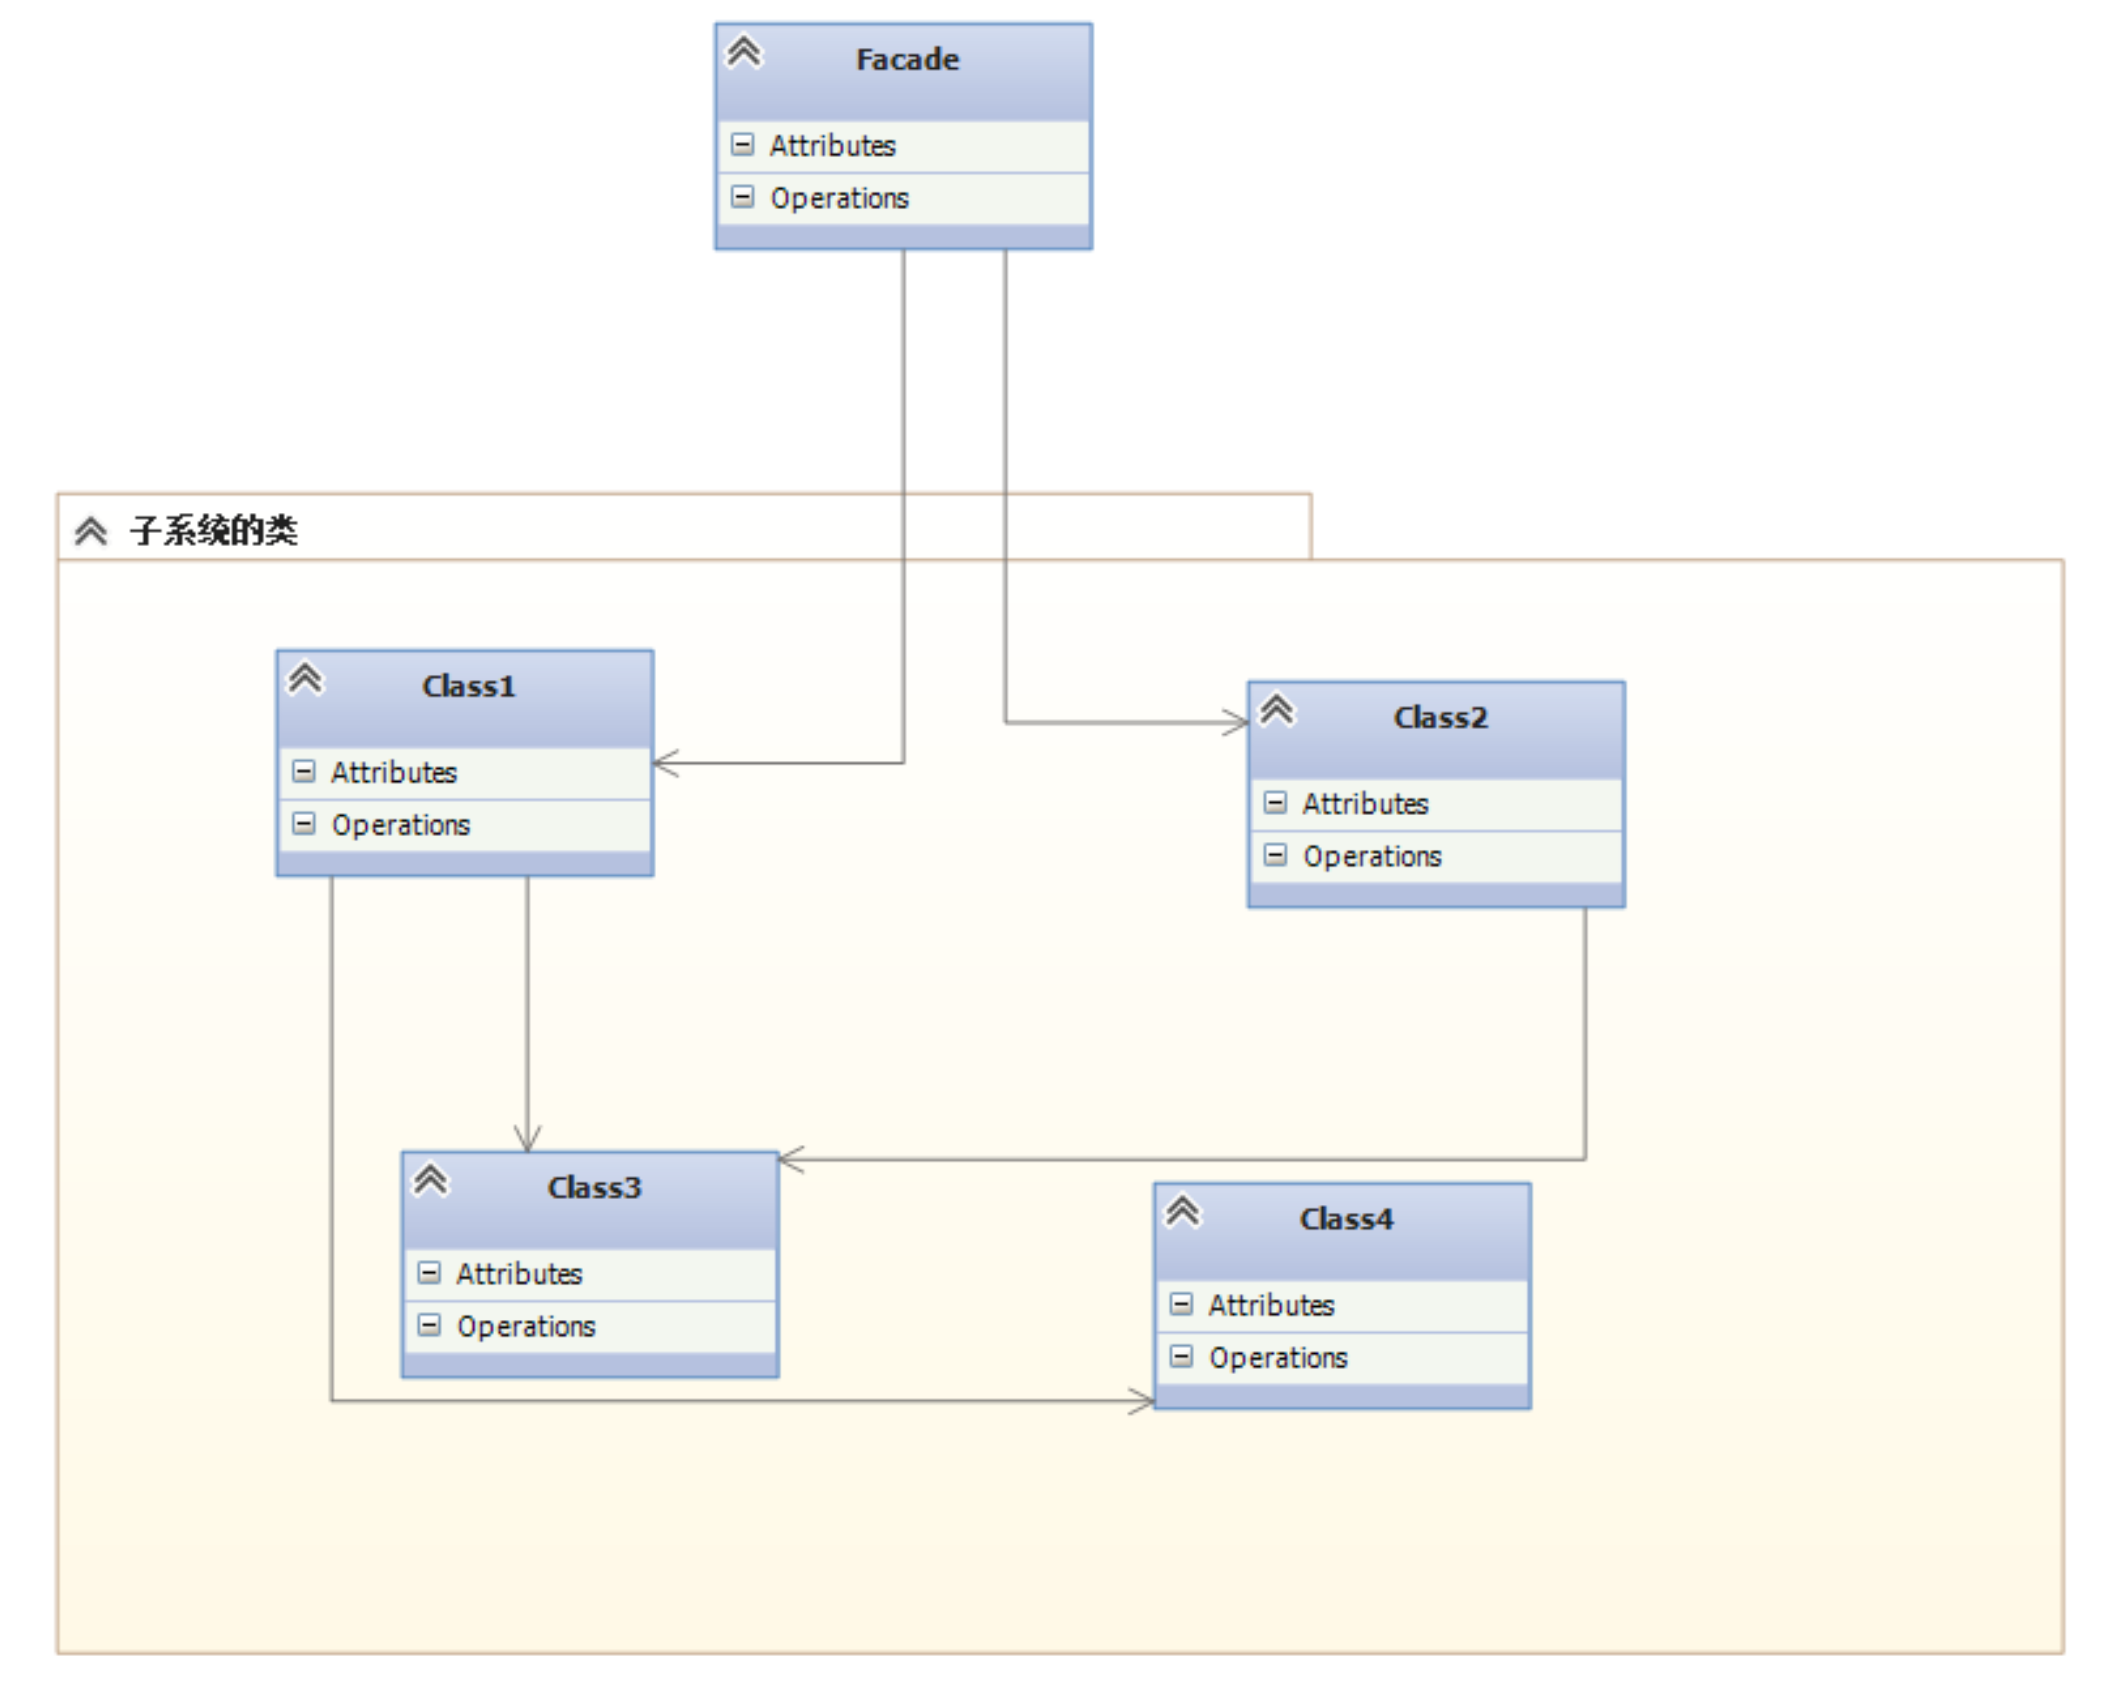 Facade
Attributes
Operations
子系统的类
Class1
Attributes
Operations
Class2
Attributes
Operations
Class3
Attributes
Operations
Class4
Attributes
Operations